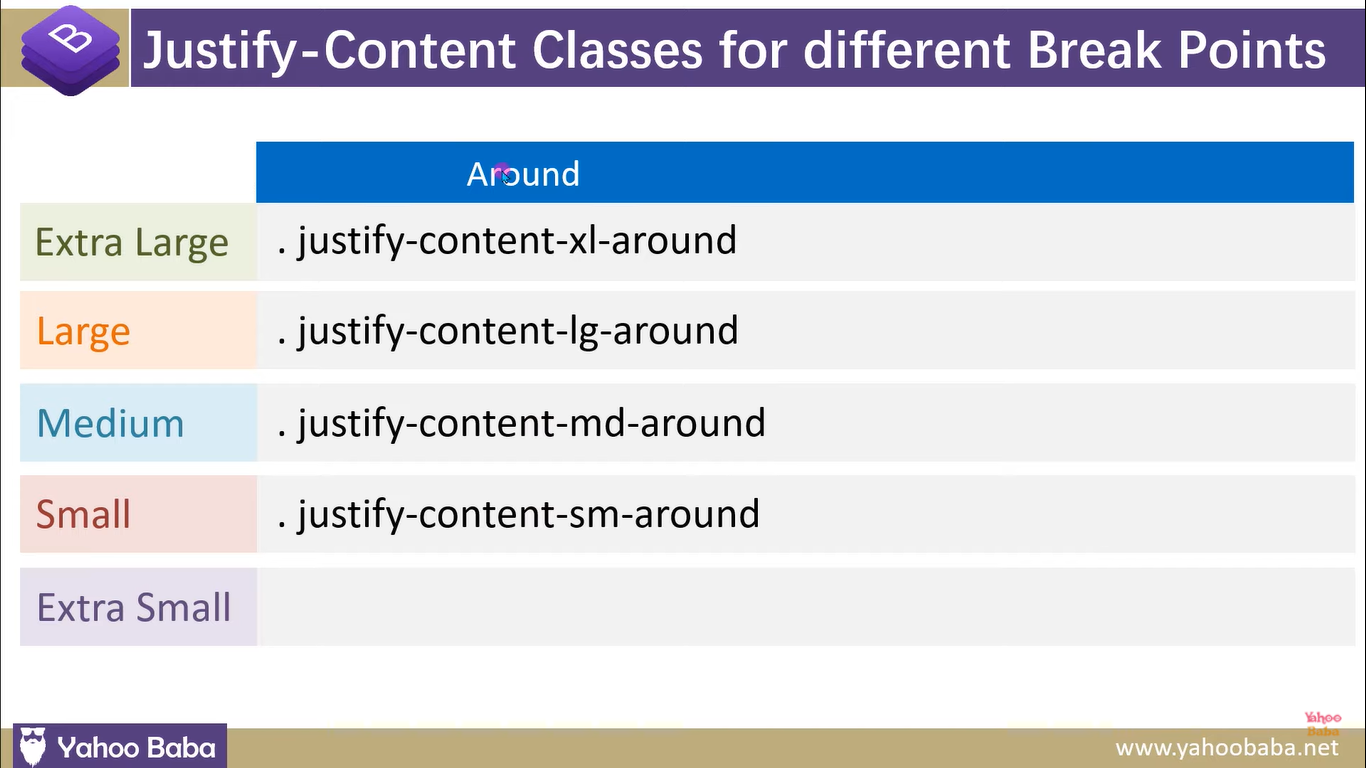 B
Justify-Content Classes for different Break Points
Around
Extra Large
. justify-content-xl-around
Large
. justify-content-lg-around
Medium
. justify-content-md-around
Small
. justify-content-sm-around
Extra Small
Yahoo
Baba
Yahoo Baba
www.yahoobaba.net